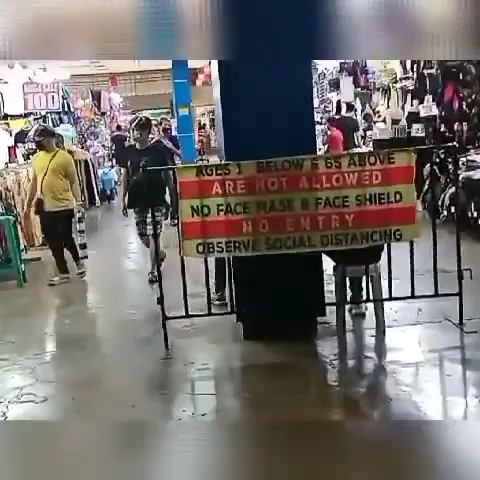 100
AGES 1 BELOW & 65 ABOVE
ARE NOT ALLOWED
NO FACE MASK & FACE SHIELD
NO ENTRY
OBSERVE SOCIAL DISTANCING